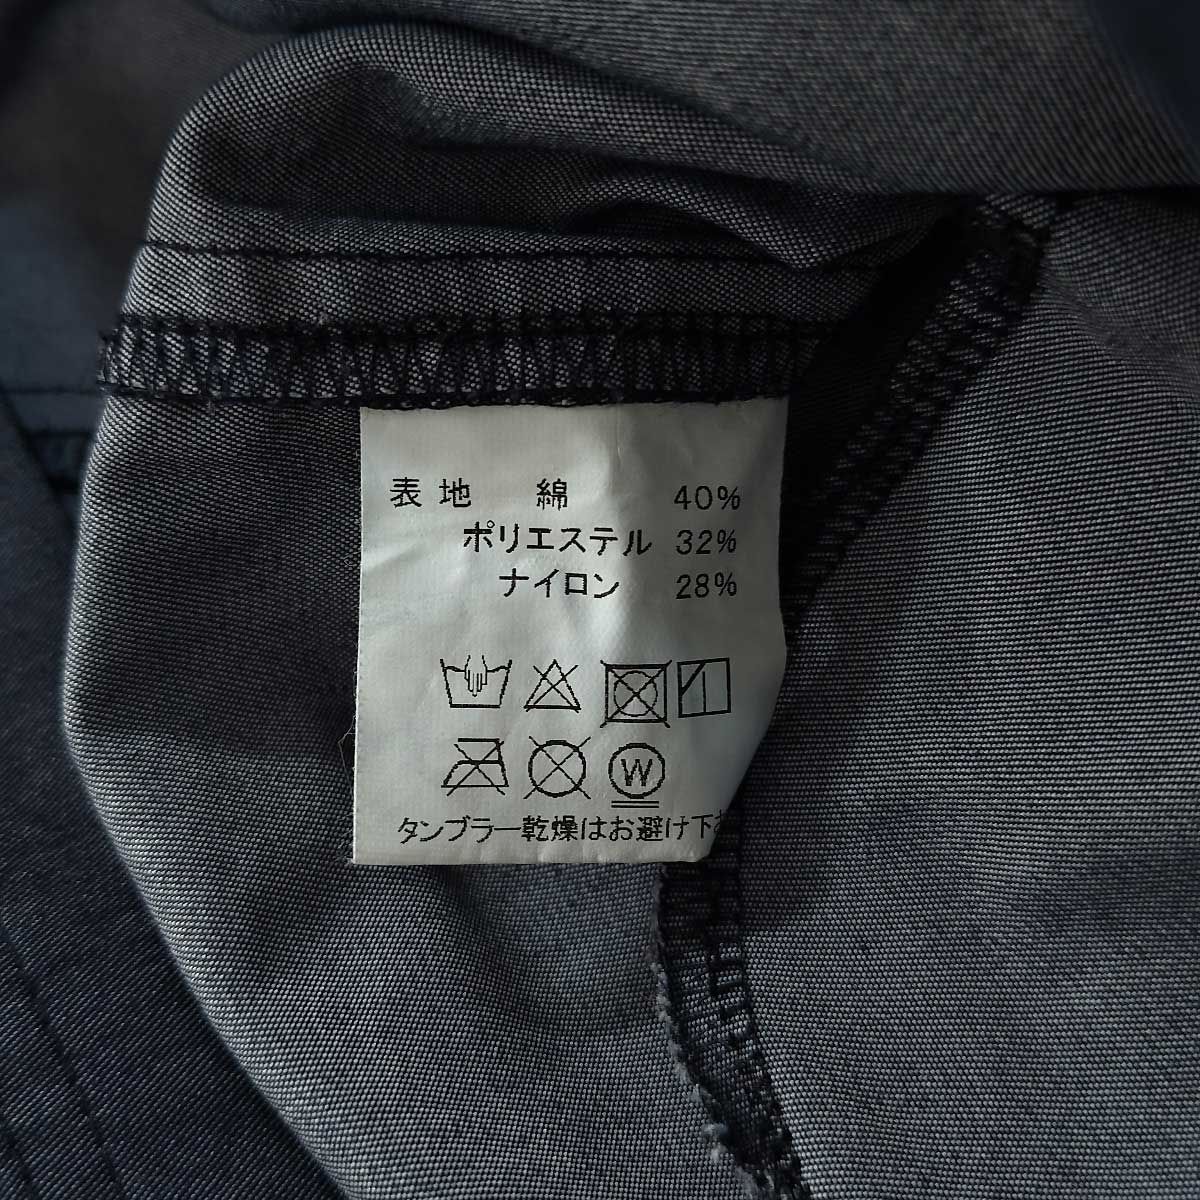 表地 綿 40%
ポリエステル 32%
ナイロン 28%
W
タンブラー乾燥はお避け下